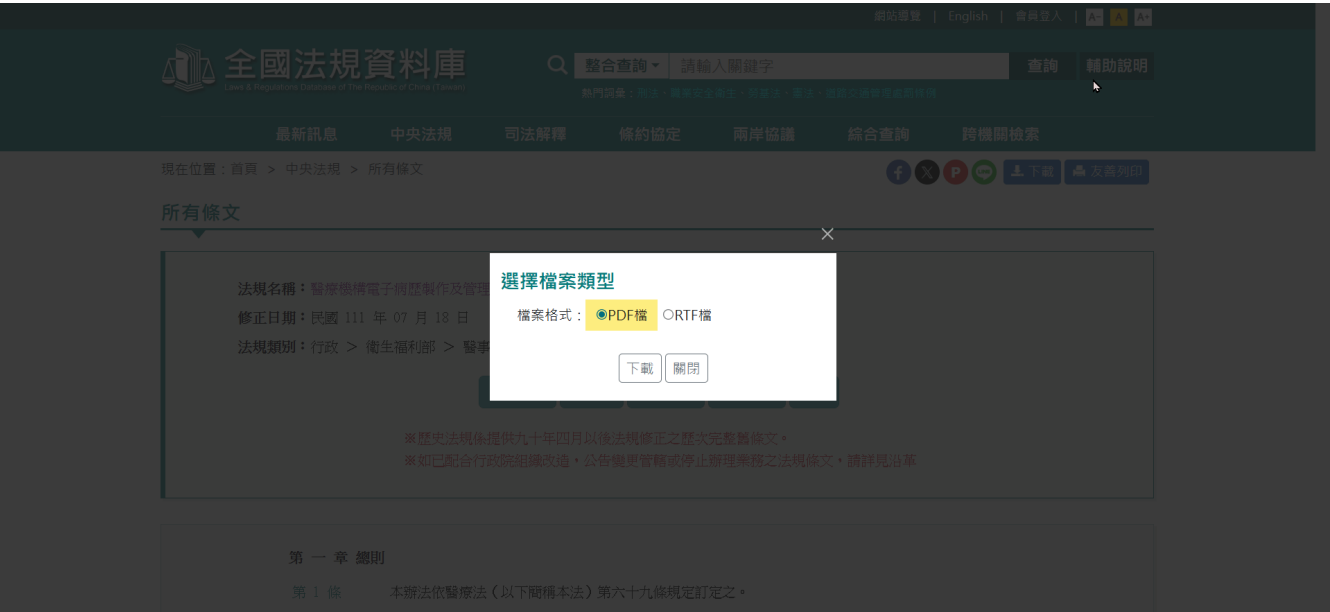 網站導覽 | English | 會員登入 | A- A A+
全國法規資料庫
Laws & Regulations Database of The Republic of China (Taiwan)
整合查詢 請輸入關鍵字 查詢 輔助說明
熱門詞彙:
最新訊息 中央法規 司法解釋 條約協定 兩岸協議 綜合查詢 跨機關檢索
現在位置:首頁 > 中央法規 > 所有條文
下載 友善列印
所有條文
法規名稱:醫療機構電子病歷製作及管理
修正日期:民國 111 年 07 月 18 日
法規類別:行政 > 衛生福利部 > 醫事
選擇檔案類型
檔案格式: PDF檔 RTF檔
下載 關閉
※歷史法規係提供九十年四月以後法規修正之歷次完整舊條文。
※如已配合行政院組織改造,公告變更管轄或停止辦理業務之法規條文,請詳見沿革
第 一 章 總則
第 1 條 本辦法依醫療法(以下簡稱本法)第六十九條規定訂定之。